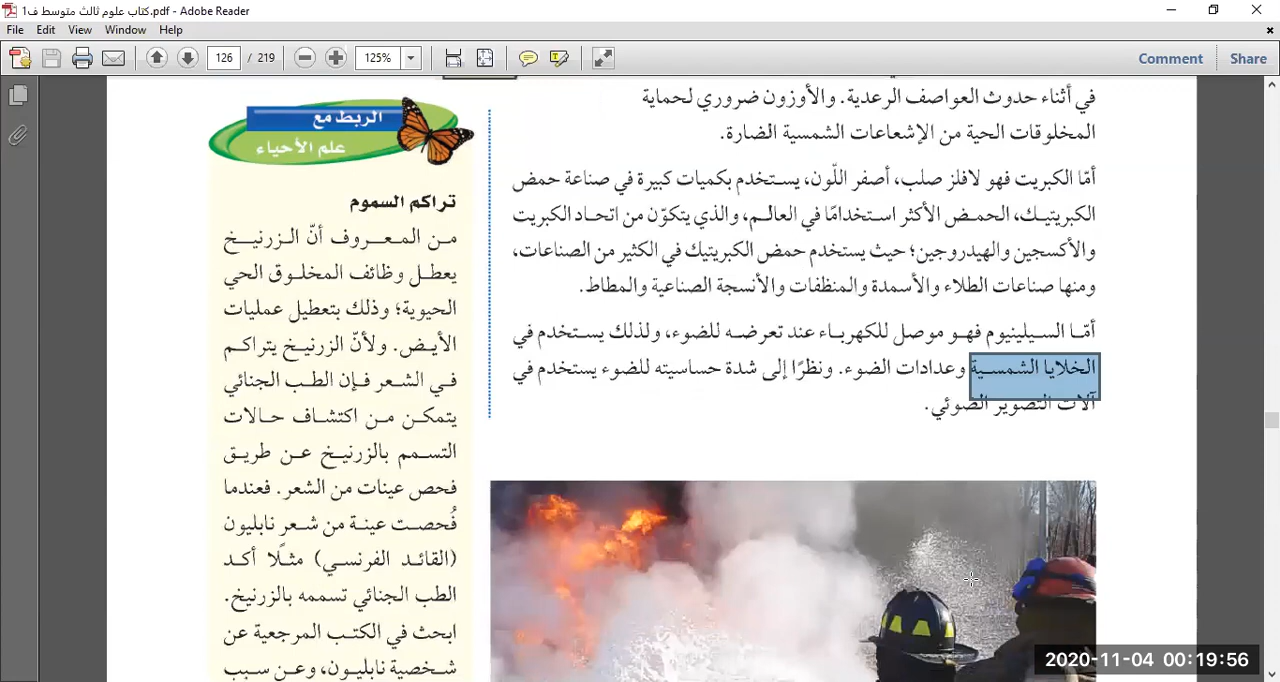 كتاب علوم ثالث متوسط ف1.pdf - Adobe Reader
File Edit View Window Help
126 / 219 125% Comment Share
في أثناء حدوث العواصف الرعدية. والأوزون ضروري لحماية
المخلوقات الحية من الإشعاعات الشمسية الضارة.
أمّا الكبريت فهو لافلز صلب، أصفر اللّون، يستخدم بكميات كبيرة في صناعة حمض
الكبريتيك، الحمض الأكثر استخدامًا في العالم، والذي يتكوّن من اتحاد الكبريت
والأكسجين والهيدروجين؛ حيث يستخدم حمض الكبريتيك في الكثير من الصناعات،
ومنها صناعات الطلاء والأسمدة والمنظفات والأنسجة الصناعية والمطاط.
أمّا السيلينيوم فهو موصل للكهرباء عند تعرضه للضوء، ولذلك يستخدم في
الخلايا الشمسية وعدادات الضوء. ونظرًا إلى شدة حساسيته للضوء يستخدم في
آلات التصوير الضوئي.
الربط مع
علم الأحياء
تراكم السموم
من المعروف أنّ الزرنيخ
يعطل وظائف المخلوق الحي
الحيوية؛ وذلك بتعطيل عمليات
الأيض. ولأنّ الزرنيخ يتراكم
في الشعر فإن الطب الجنائي
يتمكن من اكتشاف حالات
التسمم بالزرنيخ عن طريق
فحص عينات من الشعر. فعندما
فُحصت عينة من شعر نابليون
(القائد الفرنسي) مثلًا أكد
الطب الجنائي تسممه بالزرنيخ.
ابحث في الكتب المرجعية عن
شخصية نابليون، وعن سبب
2020-11-04 00:19:56